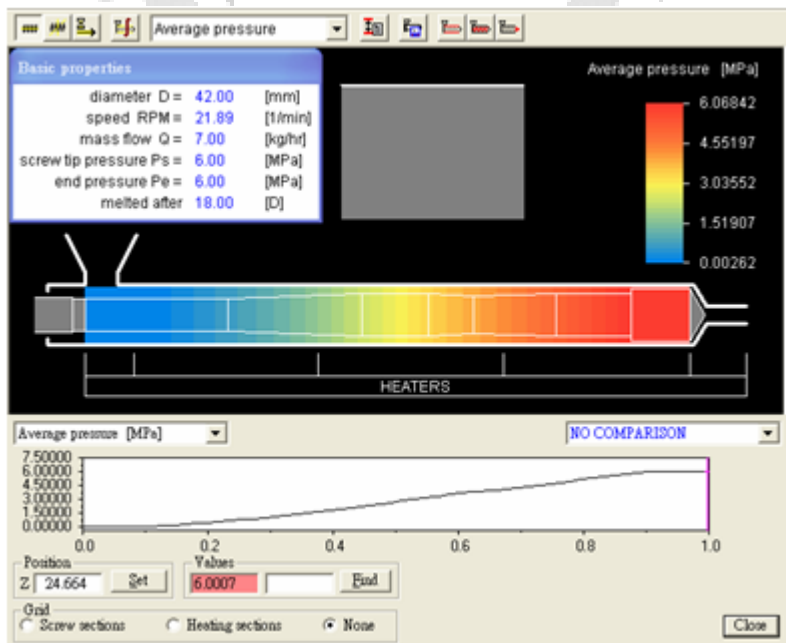 Average pressure
Basic properties
diameter D = 42.00 [mm]
speed RPM = 21.89 [1/min]
mass flow Q = 7.00 [kg/hr]
screw tip pressure Ps = 6.00 [MPa]
end pressure Pe = 6.00 [MPa]
melted after 18.00 [D]
Average pressure [MPa]
6.06842
4.55197
3.03552
1.51907
0.00262
HEATERS
Average pressure [MPa]
NO COMPARISON
7.50000
6.00000
4.50000
3.00000
1.50000
0.00000
0.0 0.2 0.4 0.6 0.8 1.0
Position
Z 24.664 Set
Values
6.0007 Find
Grid
Screw sections Heating sections None
Close